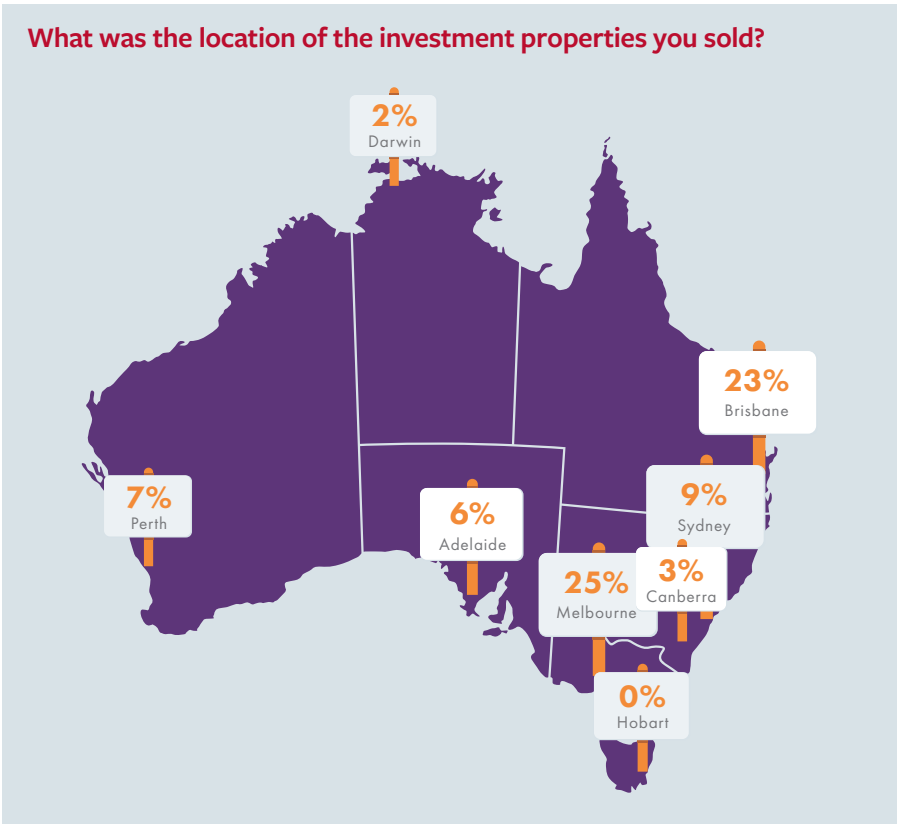 What was the location of the investment properties you sold?
2%
Darwin
23%
Brisbane
7%
Perth
6%
Adelaide
9%
Sydney
25%
Melbourne
3%
Canberra
0%
Hobart